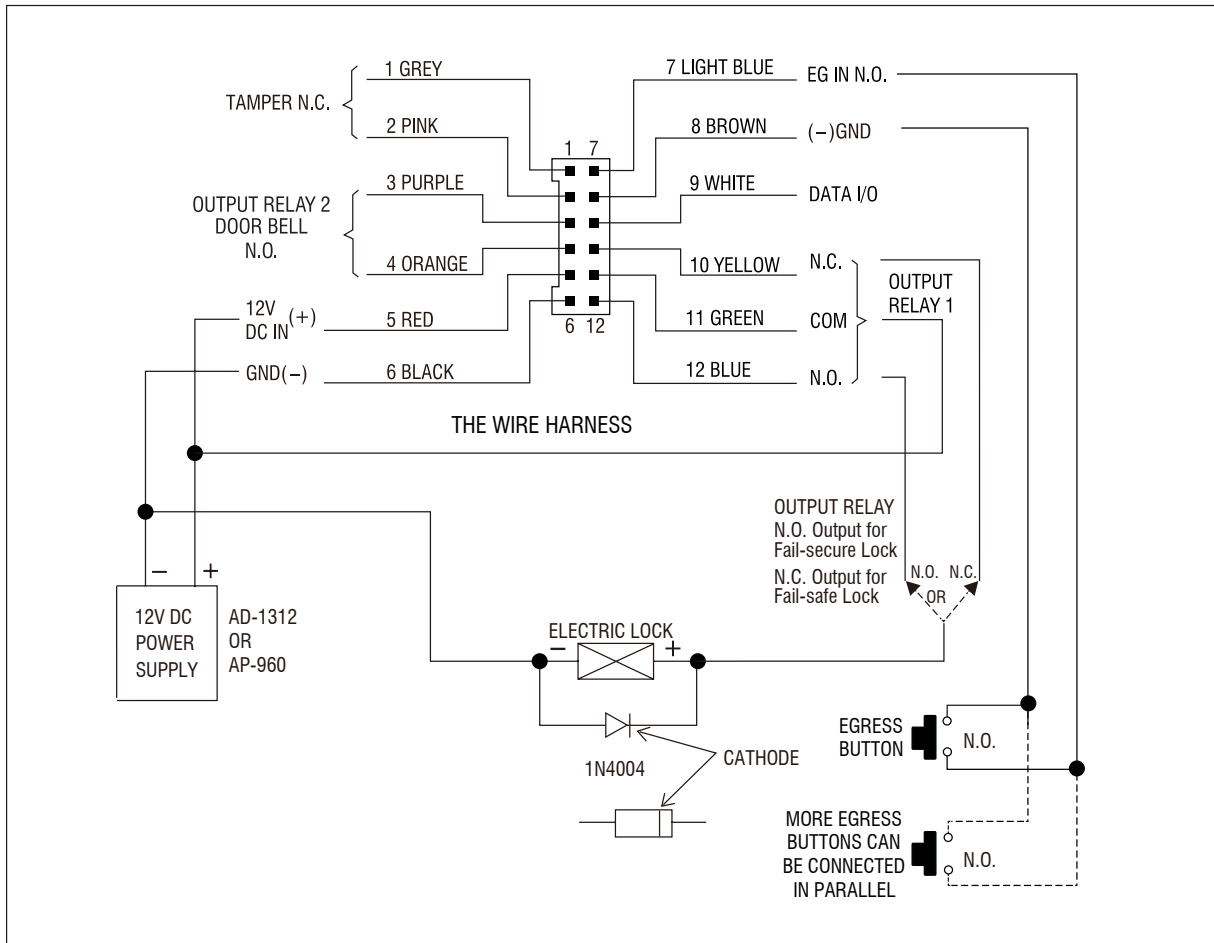 1 GREY
TAMPER N.C.
2 PINK
3 PURPLE
OUTPUT RELAY 2
DOOR BELL
N.O.
4 ORANGE
12V
DC IN (+)
5 RED
GND(−)
6 BLACK
1 7
6 12
7 LIGHT BLUE
EG IN N.O.
8 BROWN
(−)GND
9 WHITE
DATA I/O
10 YELLOW
N.C.
11 GREEN
COM
12 BLUE
N.O.
OUTPUT
RELAY 1
THE WIRE HARNESS
OUTPUT RELAY
N.O. Output for
Fail-secure Lock
N.C. Output for
Fail-safe Lock
N.O. N.C.
OR
− +
12V DC
POWER
SUPPLY
AD-1312
OR
AP-960
ELECTRIC LOCK
− +
1N4004
CATHODE
EGRESS
BUTTON
N.O.
MORE EGRESS
BUTTONS CAN
BE CONNECTED
IN PARALLEL
N.O.